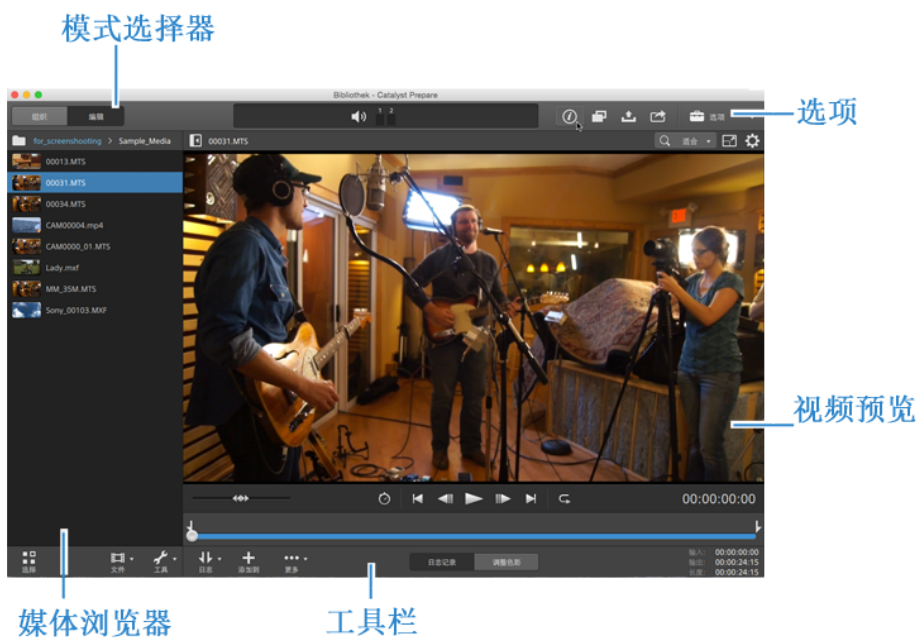 模式选择器
Bibliothek - Catalyst Prepare
组织 编辑
1 2
选项
选项
for_screenshooting > Sample_Media
00031.MTS
适合
00013.MTS
00031.MTS
00034.MTS
CAM00004.mp4
CAM0000_01.MTS
Lady.mxf
MM_35M.MTS
Sony_00103.MXF
视频预览
00:00:00:00
选择
文件
工具
日志
添加到
更多
日志记录 调整色彩
输入: 00:00:00:00
输出: 00:00:24:15
长度: 00:00:24:15
媒体浏览器
工具栏